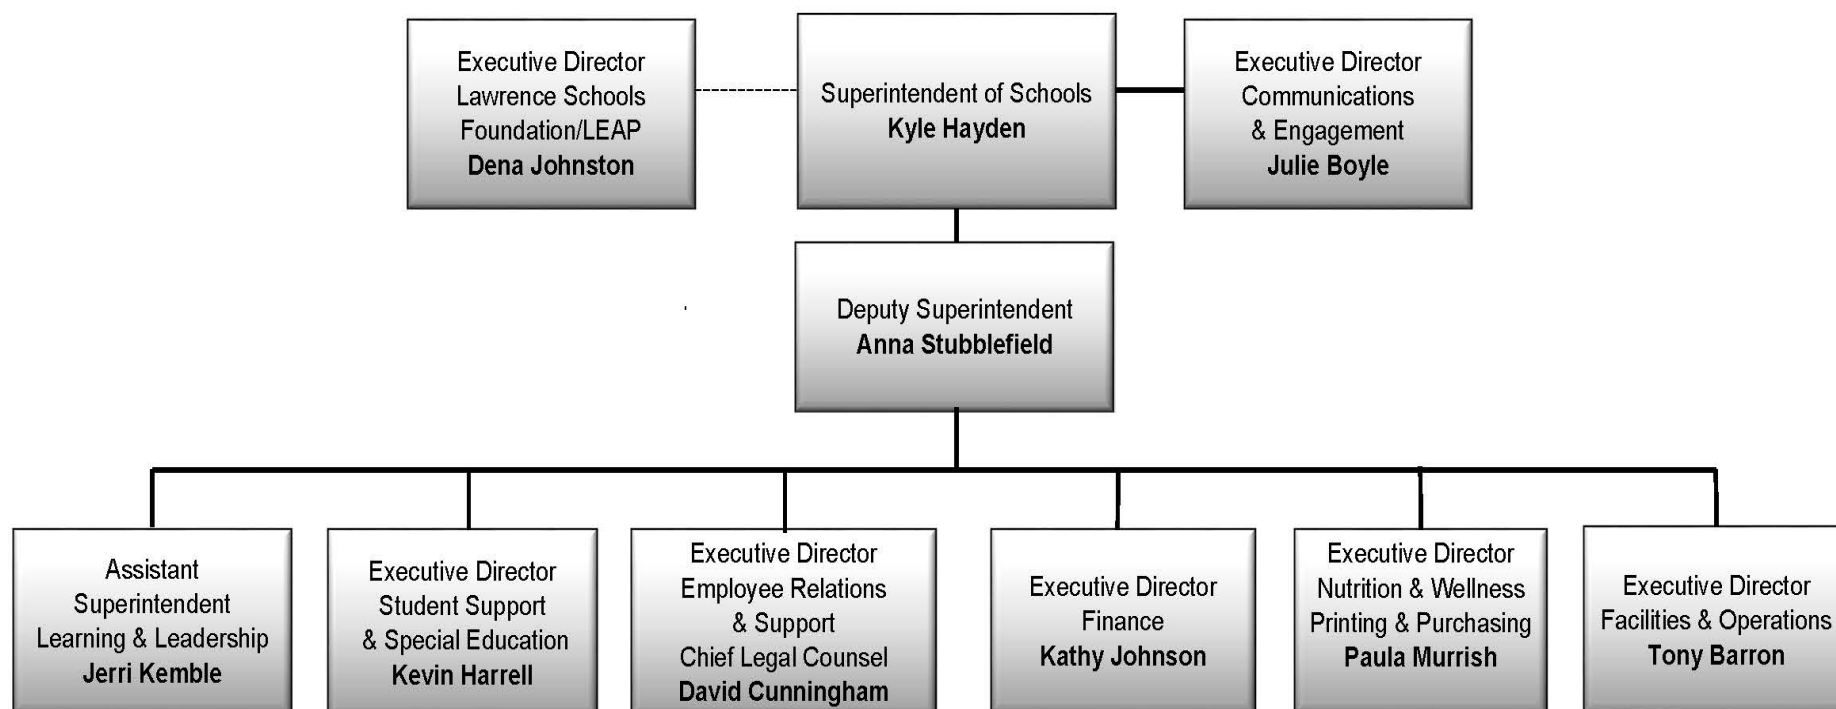 Executive Director
Lawrence Schools
Foundation/LEAP
Dena Johnston
Superintendent of Schools
Kyle Hayden
Executive Director
Communications
& Engagement
Julie Boyle
Deputy Superintendent
Anna Stubblefield
Assistant
Superintendent
Learning & Leadership
Jerri Kemble
Executive Director
Student Support
& Special Education
Kevin Harrell
Executive Director
Employee Relations
& Support
Chief Legal Counsel
David Cunningham
Executive Director
Finance
Kathy Johnson
Executive Director
Nutrition & Wellness
Printing & Purchasing
Paula Murrish
Executive Director
Facilities & Operations
Tony Barron